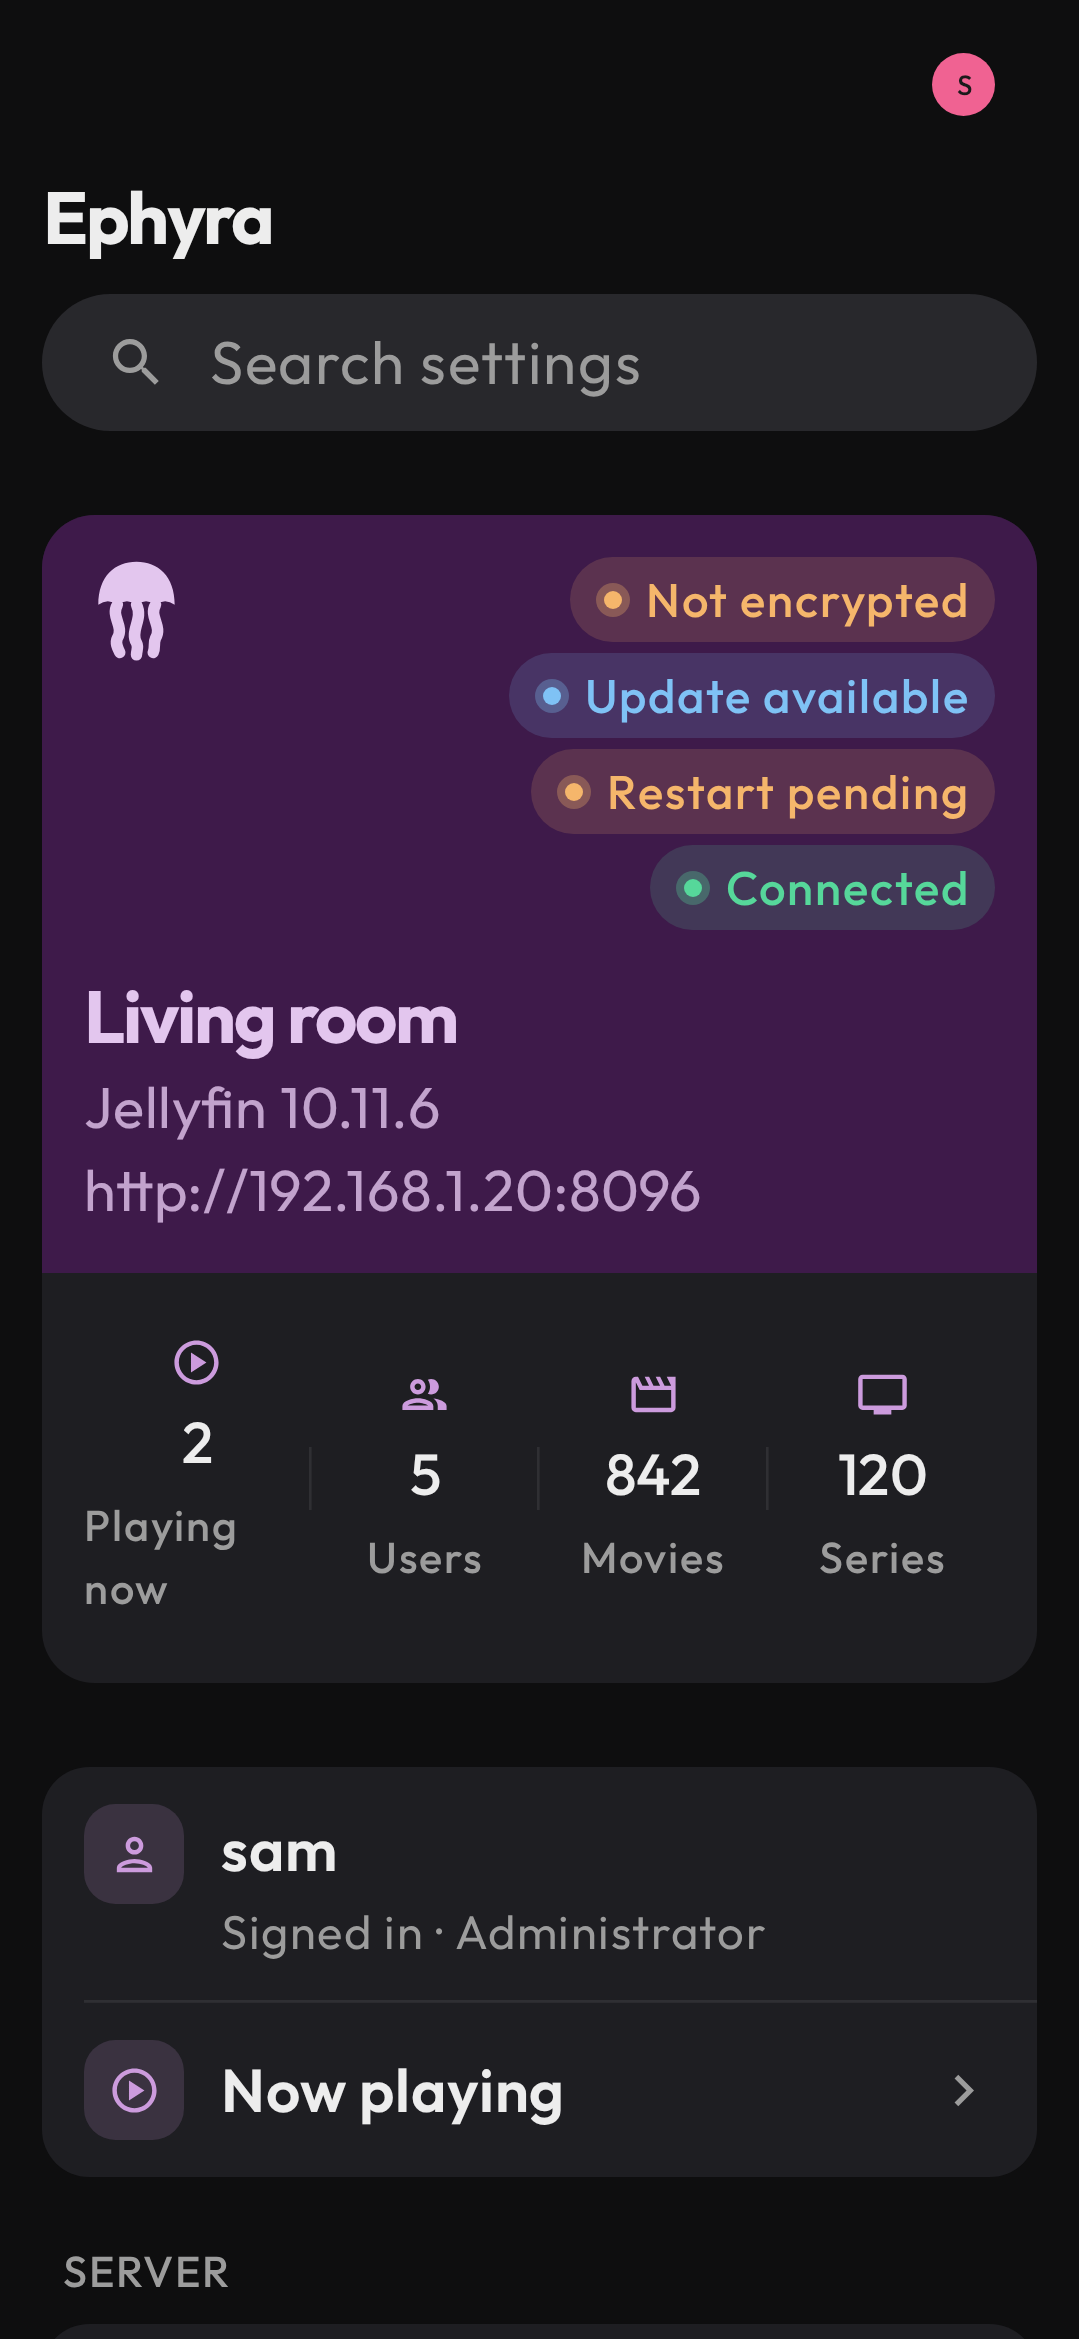 S
Ephyra
Search settings
Not encrypted
Update available
Restart pending
Connected
Living room
Jellyfin 10.11.6
http://192.168.1.20:8096
2
Playing
now
5
Users
842
Movies
120
Series
sam
Signed in · Administrator
Now playing
SERVER